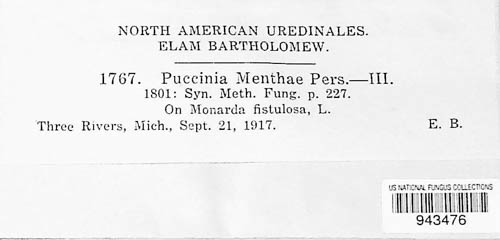 NORTH AMERICAN UREDINALES.
ELAM BARTHOLOMEW.
1767. Puccinia Menthae Pers.—III.
1801: Syn. Meth. Fung. p. 227.
On Monarda fistulosa, L.
Three Rivers, Mich., Sept. 21, 1917. E. B.
US NATIONAL FUNGUS COLLECTIONS
943476